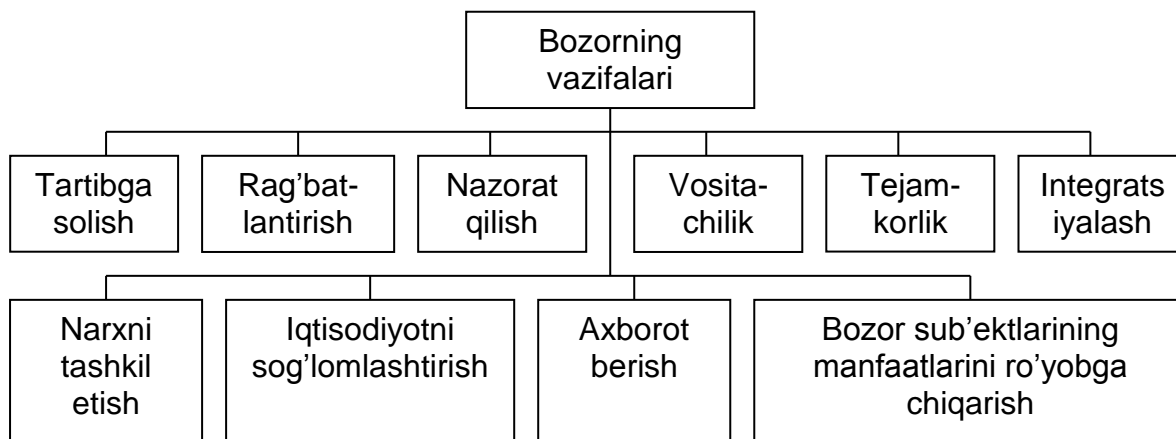 Bozorning
vazifalari
Tartibga
solish
Rag’bat-
lantirish
Nazorat
qilish
Vosita-
chilik
Tejam-
korlik
Integrats
iyalash
Narxni
tashkil
etish
Iqtisodiyotni
sog’lomlashtirish
Axborot
berish
Bozor sub’ektlarining
manfaatlarini ro’yobga
chiqarish